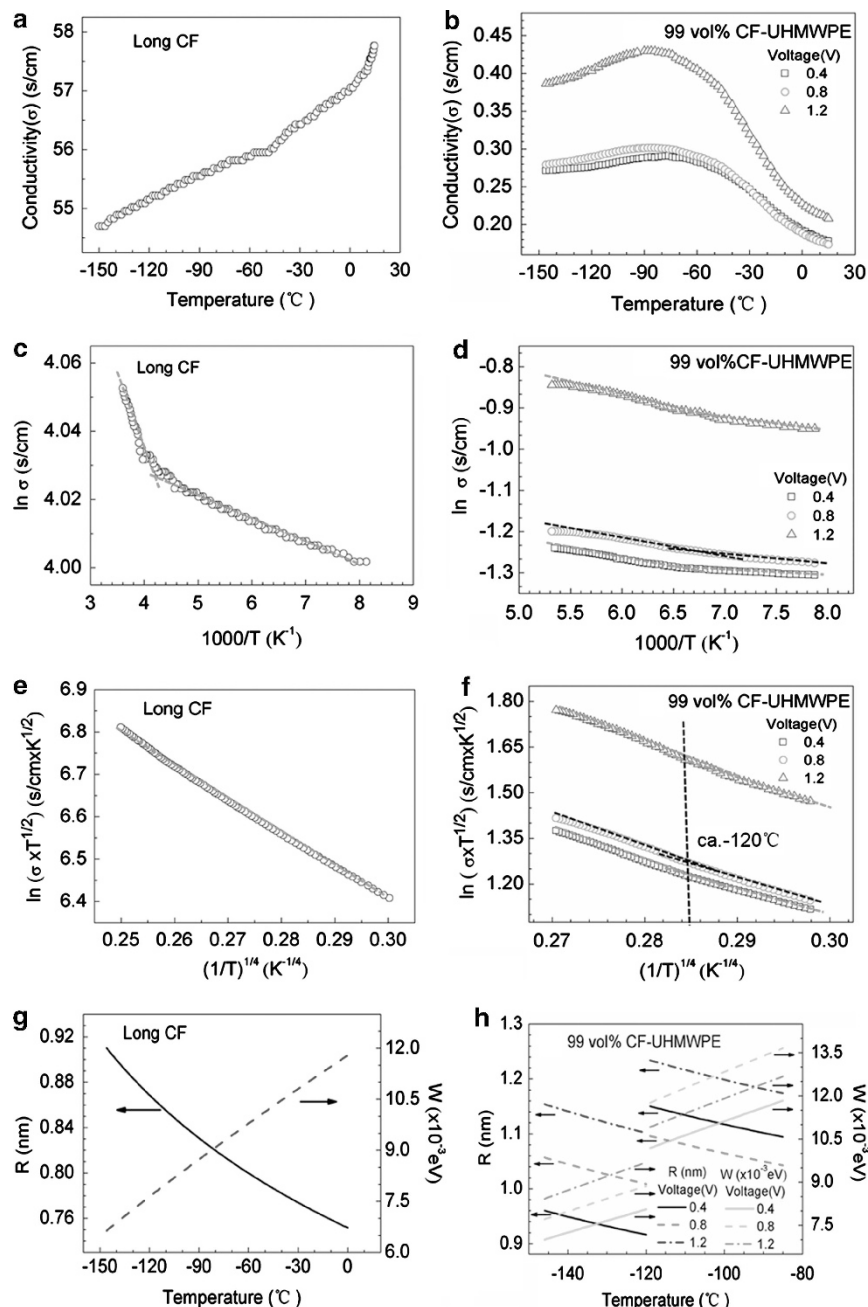 a
Long CF
Conductivity(σ) (s/cm)
58
57
56
55
-150 -120 -90 -60 -30 0 30
Temperature (℃)
b
99 vol% CF-UHMWPE
Voltage(V)
0.4
0.8
1.2
Conductivity(σ) (s/cm)
0.45
0.40
0.35
0.30
0.25
0.20
-150 -120 -90 -60 -30 0 30
Temperature (℃)
c
Long CF
ln σ (s/cm)
4.06
4.04
4.02
4.00
3 4 5 6 7 8 9
1000/T (K-1)
d
99 vol%CF-UHMWPE
Voltage(V)
0.4
0.8
1.2
ln σ (s/cm)
-0.8
-0.9
-1.0
-1.1
-1.2
-1.3
5.0 5.5 6.0 6.5 7.0 7.5 8.0
1000/T (K-1)
e
Long CF
ln (σ xT1/2) (s/cmxK1/2)
6.9
6.8
6.7
6.6
6.5
6.4
0.25 0.26 0.27 0.28 0.29 0.30
(1/T)1/4 (K-1/4)
f
99 vol% CF-UHMWPE
Voltage(V)
0.4
0.8
1.2
ca.-120℃
ln ( σxT1/2) (s/cmxK1/2)
1.80
1.65
1.50
1.35
1.20
0.27 0.28 0.29 0.30
(1/T)1/4 (K-1/4)
g
Long CF
R (nm)
0.92
0.88
0.84
0.80
0.76
12.0
10.5
9.0
7.5
6.0
W (x10-3eV)
-150 -120 -90 -60 -30 0
Temperature (℃)
h
99 vol% CF-UHMWPE
R (nm)
1.3
1.2
1.1
1.0
0.9
13.5
12.0
10.5
9.0
7.5
W (x10-3eV)
R (nm) W (x10-3eV)
Voltage(V) Voltage(V)
0.4 0.4
0.8 0.8
1.2 1.2
-140 -120 -100 -80
Temperature (℃)